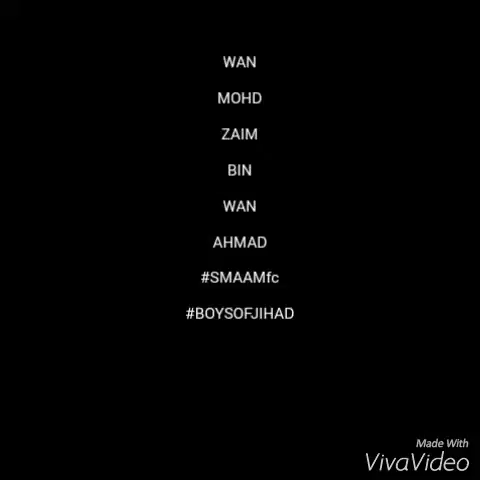 WAN
MOHD
ZAIM
BIN
WAN
AHMAD
#SMAAMfc
#BOYSOFJIHAD
Made With
VivaVideo